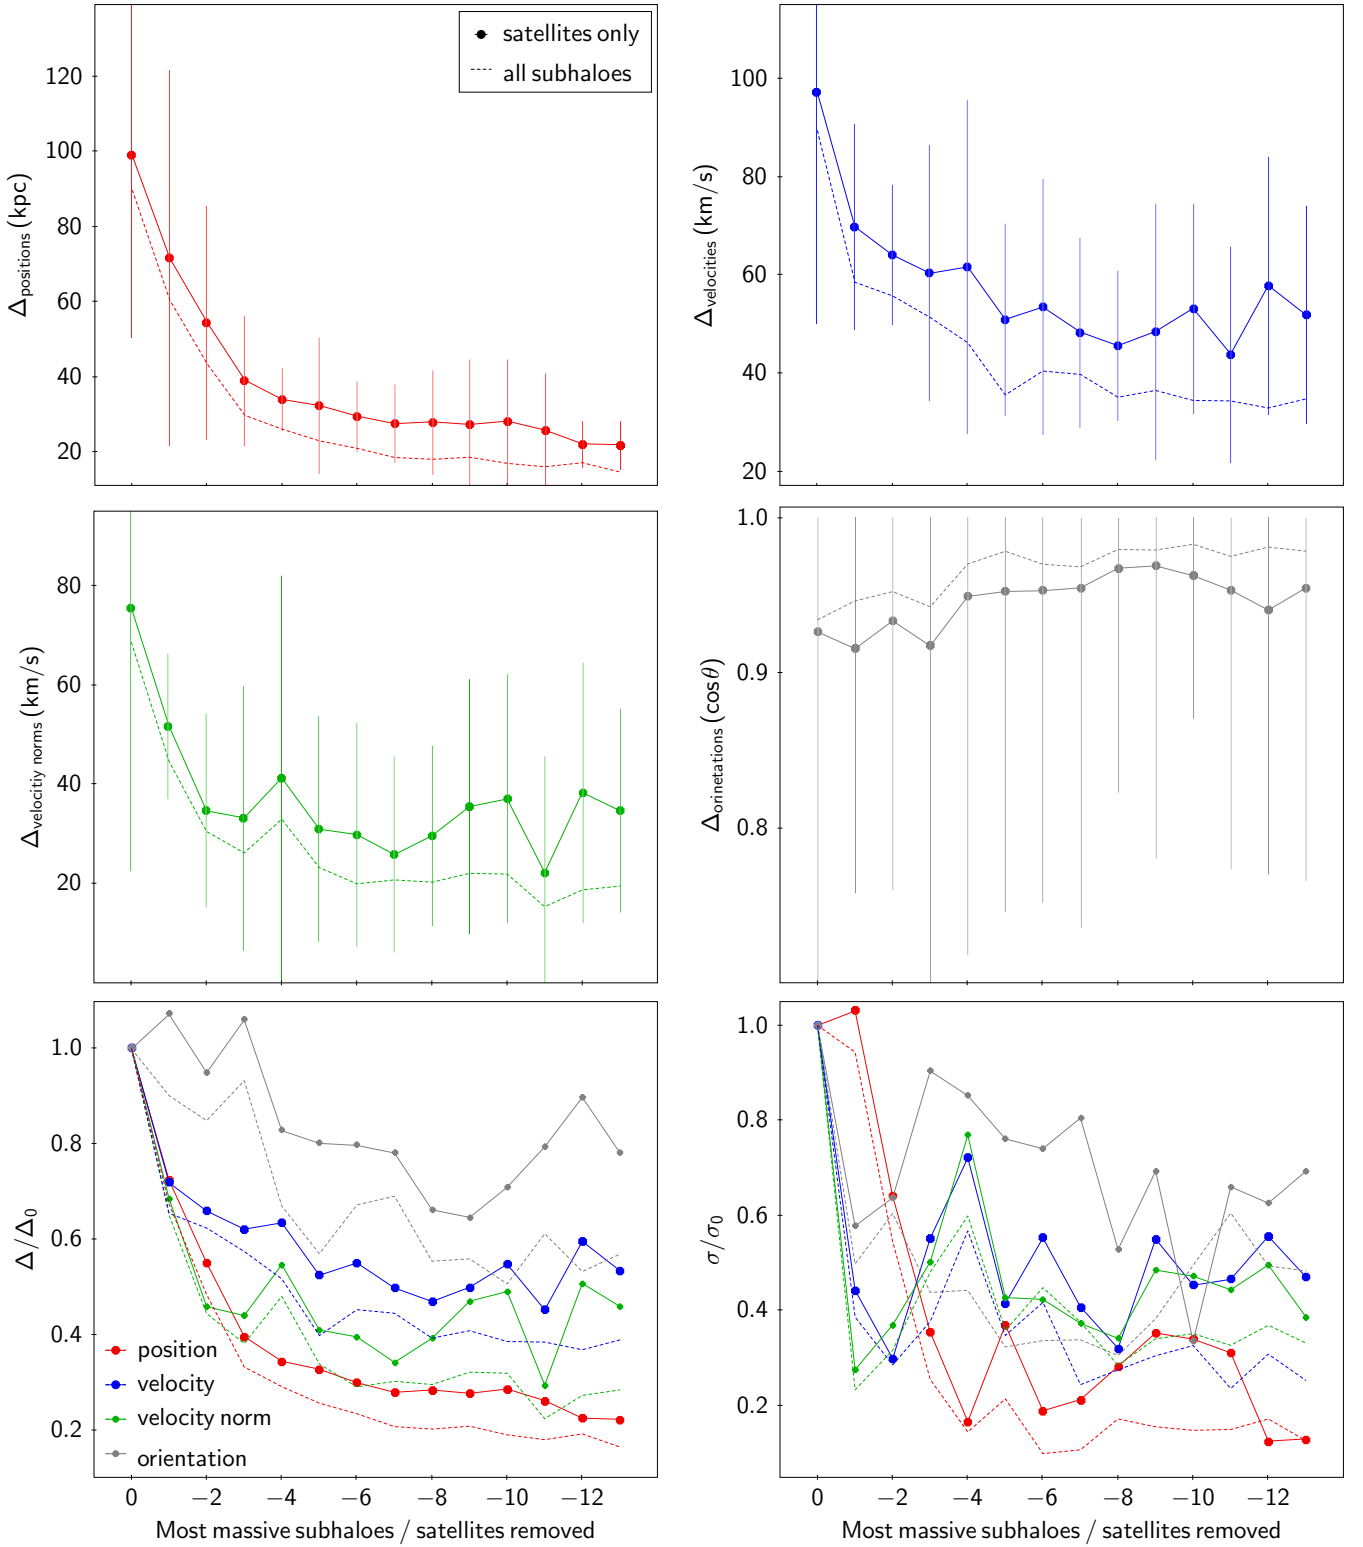 satellites only
all subhaloes
120
100
80
60
40
20
Δpositions (kpc)
100
80
60
40
20
Δvelocities (km/s)
80
60
40
20
Δvelocitiy norms (km/s)
1.0
0.9
0.8
Δorinetations (cosθ)
1.0
0.8
0.6
0.4
0.2
Δ/Δ0
position
velocity
velocity norm
orientation
0 −2 −4 −6 −8 −10 −12
Most massive subhaloes / satellites removed
1.0
0.8
0.6
0.4
0.2
σ/σ0
0 −2 −4 −6 −8 −10 −12
Most massive subhaloes / satellites removed